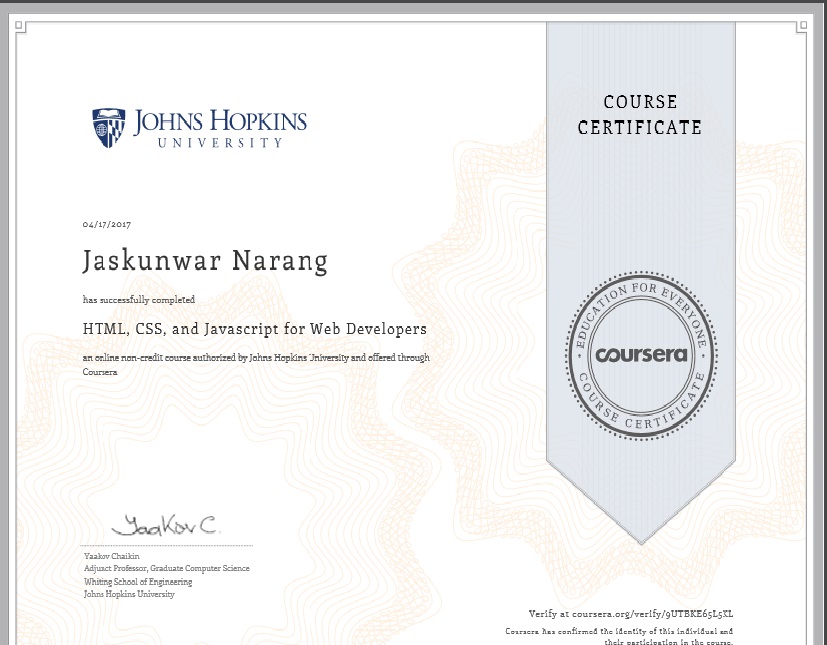 JOHNS HOPKINS
UNIVERSITY
COURSE
CERTIFICATE
04/17/2017
Jaskunwar Narang
has successfully completed
HTML, CSS, and Javascript for Web Developers
an online non-credit course authorized by Johns Hopkins University and offered through
Coursera
EDUCATION FOR EVERYONE
coursera
COURSE CERTIFICATE
Yaakov C.
Yaakov Chaikin
Adjunct Professor, Graduate Computer Science
Whiting School of Engineering
Johns Hopkins University
Verify at coursera.org/verify/9UTBKE65L5XL
Coursera has confirmed the identity of this individual and
their participation in the course.